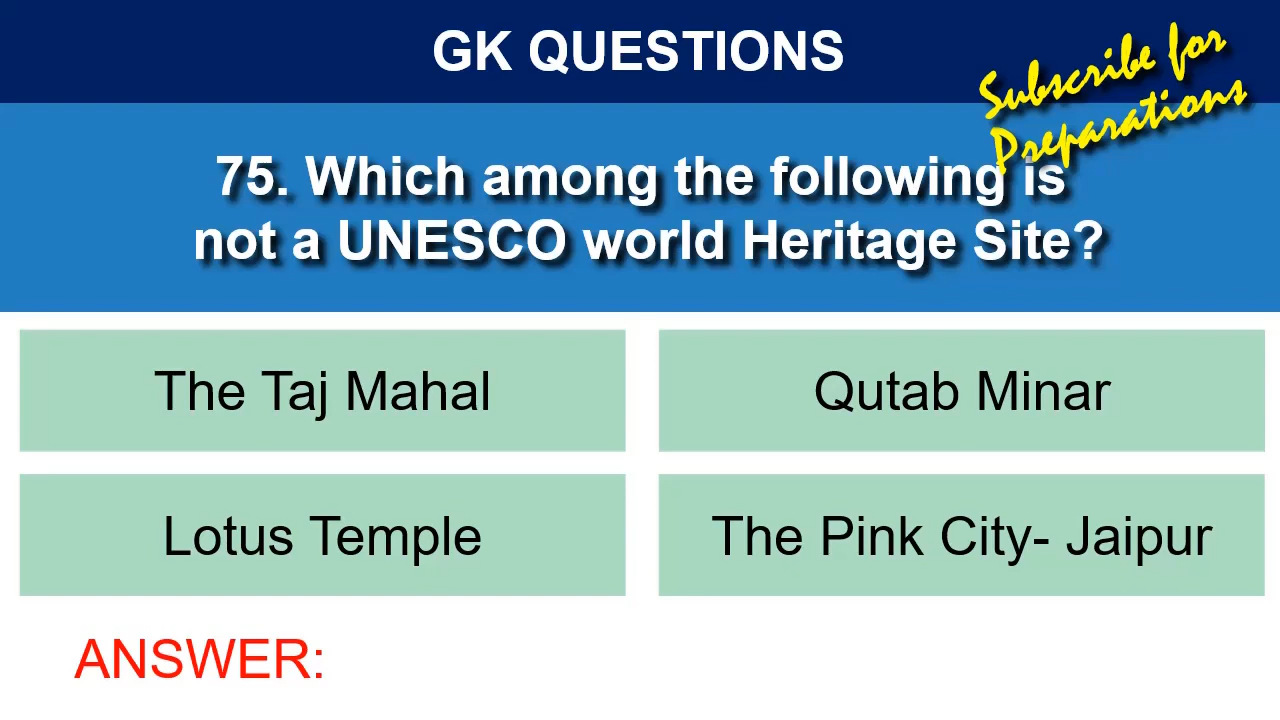 GK QUESTIONS
Subscribe for
Preparations
75. Which among the following is
not a UNESCO world Heritage Site?
The Taj Mahal
Qutab Minar
Lotus Temple
The Pink City- Jaipur
ANSWER: